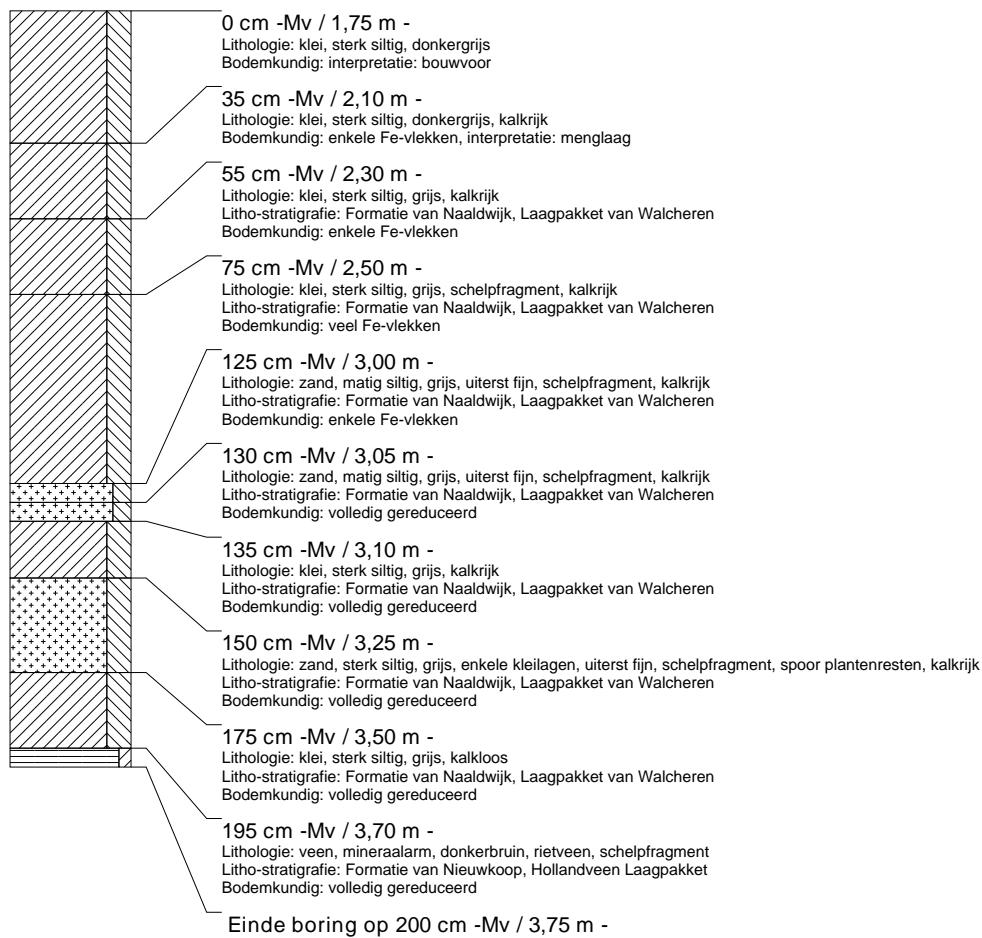 0 cm -Mv / 1,75 m -
Lithologie: klei, sterk siltig, donkergrijs
Bodemkundig: interpretatie: bouwvoor
35 cm -Mv / 2,10 m -
Lithologie: klei, sterk siltig, donkergrijs, kalkrijk
Bodemkundig: enkele Fe-vlekken, interpretatie: menglaag
55 cm -Mv / 2,30 m -
Lithologie: klei, sterk siltig, grijs, kalkrijk
Litho-stratigrafie: Formatie van Naaldwijk, Laagpakket van Walcheren
Bodemkundig: enkele Fe-vlekken
75 cm -Mv / 2,50 m -
Lithologie: klei, sterk siltig, grijs, schelpfragment, kalkrijk
Litho-stratigrafie: Formatie van Naaldwijk, Laagpakket van Walcheren
Bodemkundig: veel Fe-vlekken
125 cm -Mv / 3,00 m -
Lithologie: zand, matig siltig, grijs, uiterst fijn, schelpfragment, kalkrijk
Litho-stratigrafie: Formatie van Naaldwijk, Laagpakket van Walcheren
Bodemkundig: enkele Fe-vlekken
130 cm -Mv / 3,05 m -
Lithologie: zand, matig siltig, grijs, uiterst fijn, schelpfragment, kalkrijk
Litho-stratigrafie: Formatie van Naaldwijk, Laagpakket van Walcheren
Bodemkundig: volledig gereduceerd
135 cm -Mv / 3,10 m -
Lithologie: klei, sterk siltig, grijs, kalkrijk
Litho-stratigrafie: Formatie van Naaldwijk, Laagpakket van Walcheren
Bodemkundig: volledig gereduceerd
150 cm -Mv / 3,25 m -
Lithologie: zand, sterk siltig, grijs, enkele kleilagen, uiterst fijn, schelpfragment, spoor plantenresten, kalkrijk
Litho-stratigrafie: Formatie van Naaldwijk, Laagpakket van Walcheren
Bodemkundig: volledig gereduceerd
175 cm -Mv / 3,50 m -
Lithologie: klei, sterk siltig, grijs, kalkloos
Litho-stratigrafie: Formatie van Naaldwijk, Laagpakket van Walcheren
Bodemkundig: volledig gereduceerd
195 cm -Mv / 3,70 m -
Lithologie: veen, mineraalarm, donkerbruin, rietveen, schelpfragment
Litho-stratigrafie: Formatie van Nieuwkoop, Hollandveen Laagpakket
Bodemkundig: volledig gereduceerd
Einde boring op 200 cm -Mv / 3,75 m -